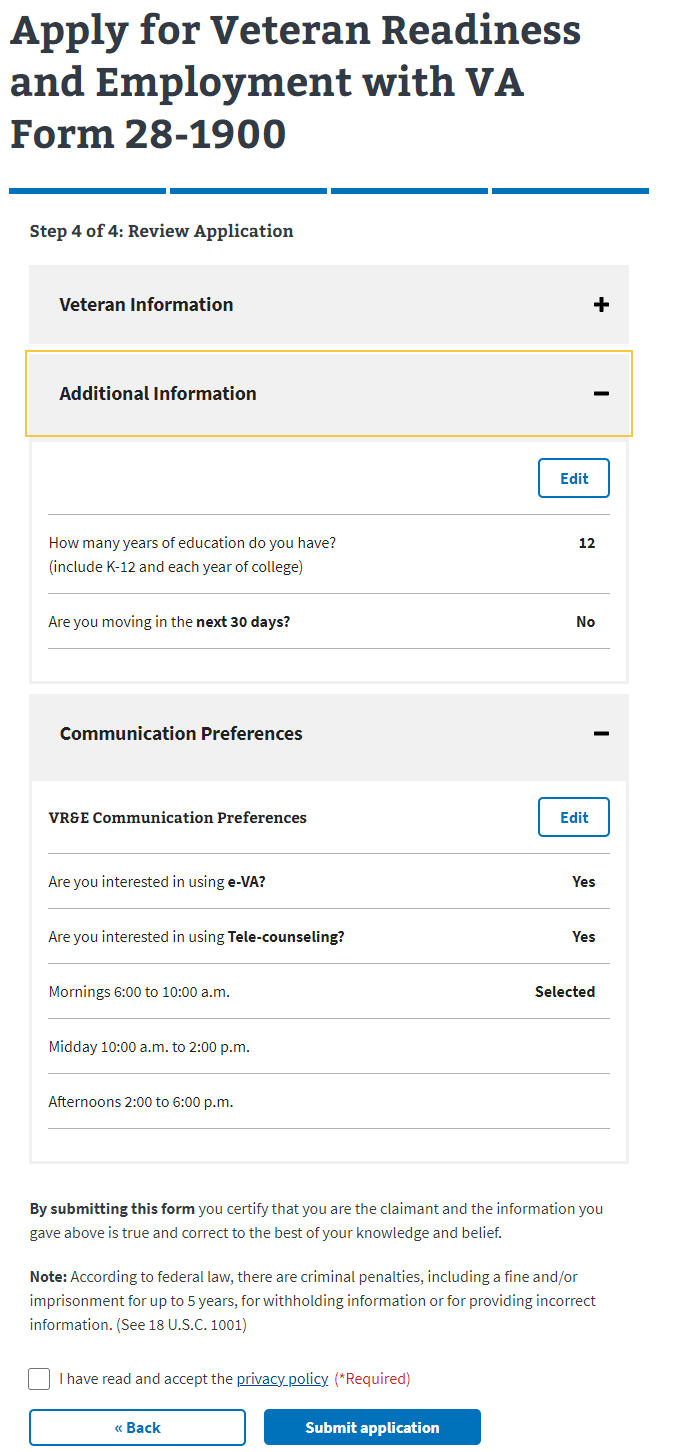 Apply for Veteran Readiness
and Employment with VA
Form 28-1900
Step 4 of 4: Review Application
Veteran Information
Additional Information
Edit
How many years of education do you have? 12
(include K-12 and each year of college)
Are you moving in the next 30 days? No
Communication Preferences
VR&E Communication Preferences Edit
Are you interested in using e-VA? Yes
Are you interested in using Tele-counseling? Yes
Mornings 6:00 to 10:00 a.m. Selected
Midday 10:00 a.m. to 2:00 p.m.
Afternoons 2:00 to 6:00 p.m.
By submitting this form you certify that you are the claimant and the information you
gave above is true and correct to the best of your knowledge and belief.
Note: According to federal law, there are criminal penalties, including a fine and/or
imprisonment for up to 5 years, for withholding information or for providing incorrect
information. (See 18 U.S.C. 1001)
I have read and accept the privacy policy (*Required)
« Back Submit application